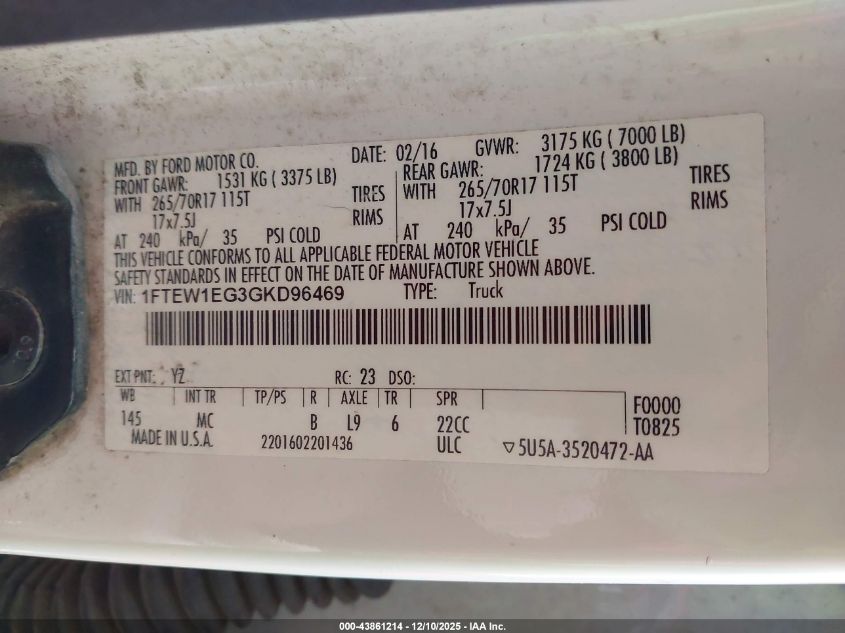 MFD. BY FORD MOTOR CO. DATE: 02/16 GVWR: 3175 KG ( 7000 LB)
FRONT GAWR: 1531 KG ( 3375 LB) REAR GAWR: 1724 KG ( 3800 LB)
WITH 265/70R17 115T TIRES WITH 265/70R17 115T TIRES
17x7.5J RIMS 17x7.5J RIMS
AT 240 kPa/ 35 PSI COLD AT 240 kPa/ 35 PSI COLD
THIS VEHICLE CONFORMS TO ALL APPLICABLE FEDERAL MOTOR VEHICLE
SAFETY STANDARDS IN EFFECT ON THE DATE OF MANUFACTURE SHOWN ABOVE.
VIN: 1FTEW1EG3GKD96469 TYPE: Truck
EXT PNT: YZ RC: 23 DSO:
WB INT TR TP/PS R AXLE TR SPR
145 MC B L9 6 22CC F0000
T0825
MADE IN U.S.A. 2201602201436 ULC ▽5U5A-3520472-AA
000-43861214 - 12/10/2025 - IAA Inc.